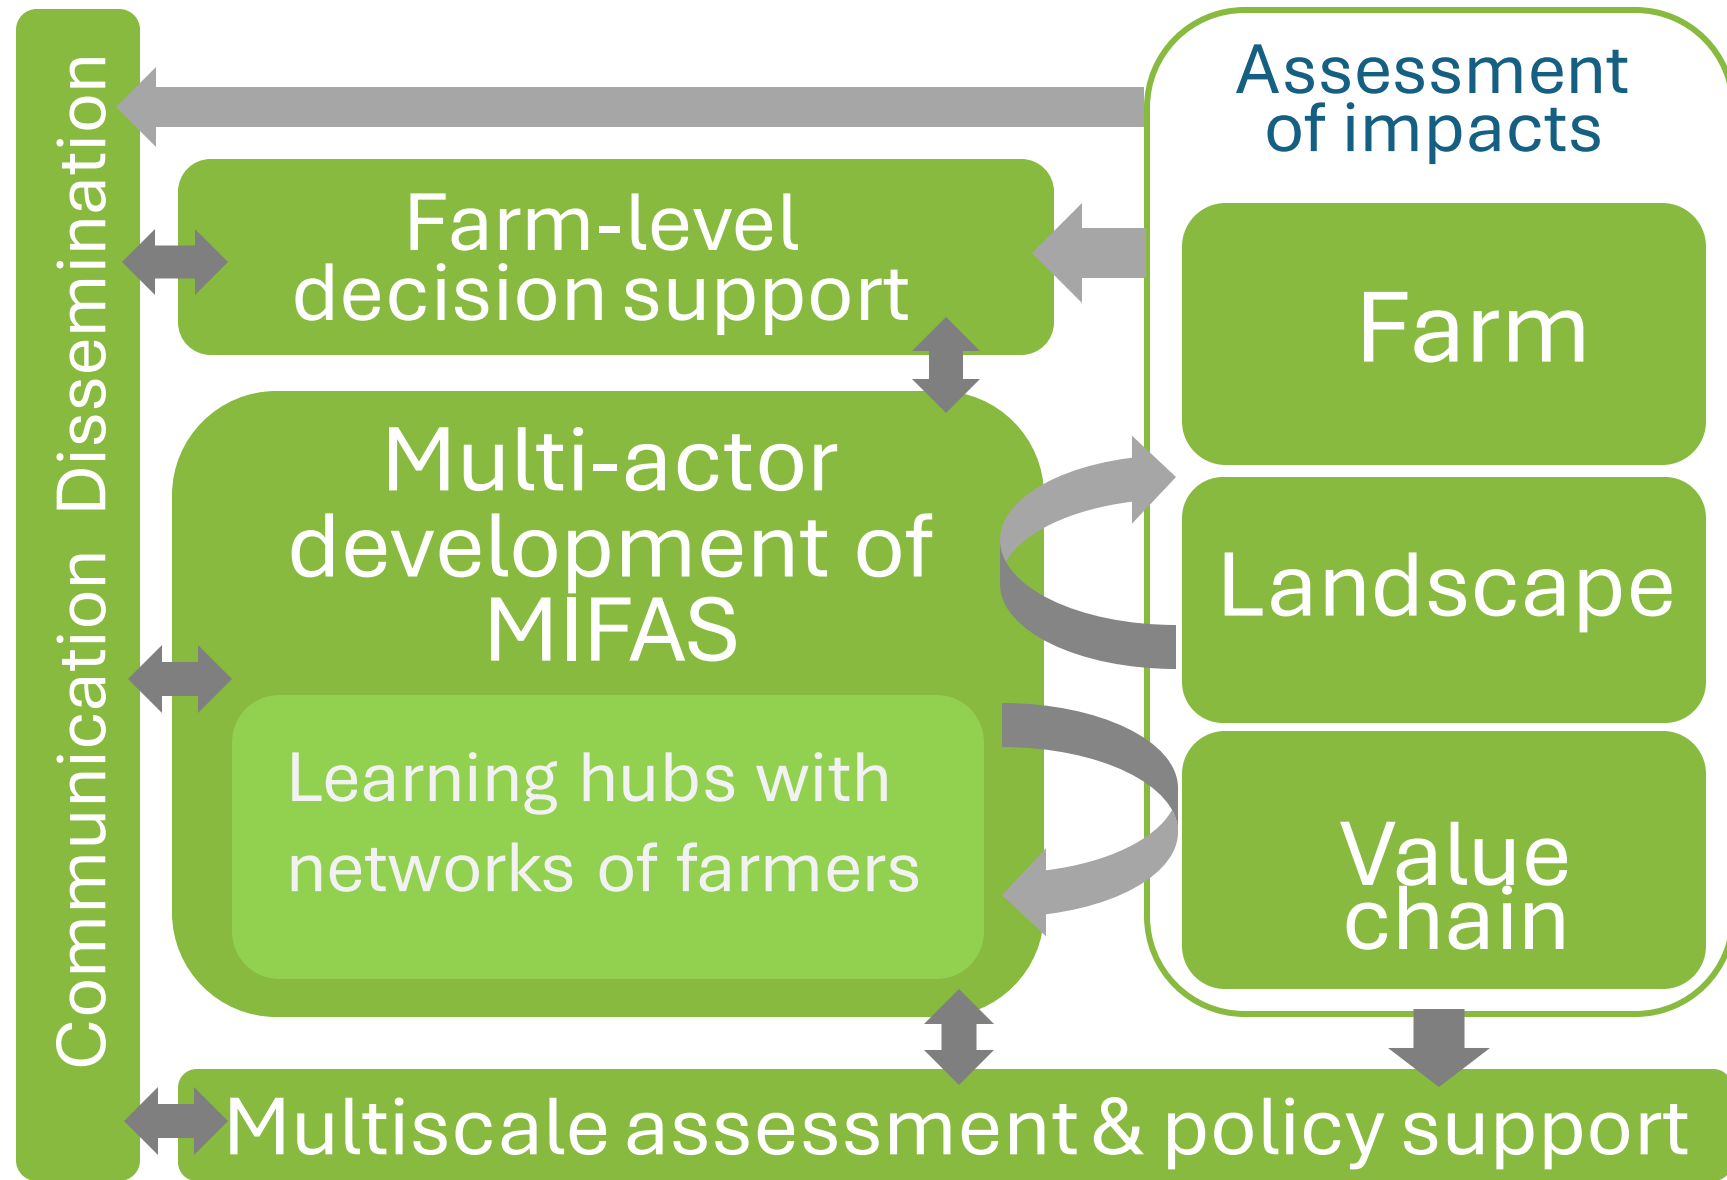 Communication Dissemination
Assessment
of impacts
Farm-level
decision support
Farm
Multi-actor
development of
MIFAS
Landscape
Learning hubs with
networks of farmers
Value
chain
Multiscale assessment & policy support